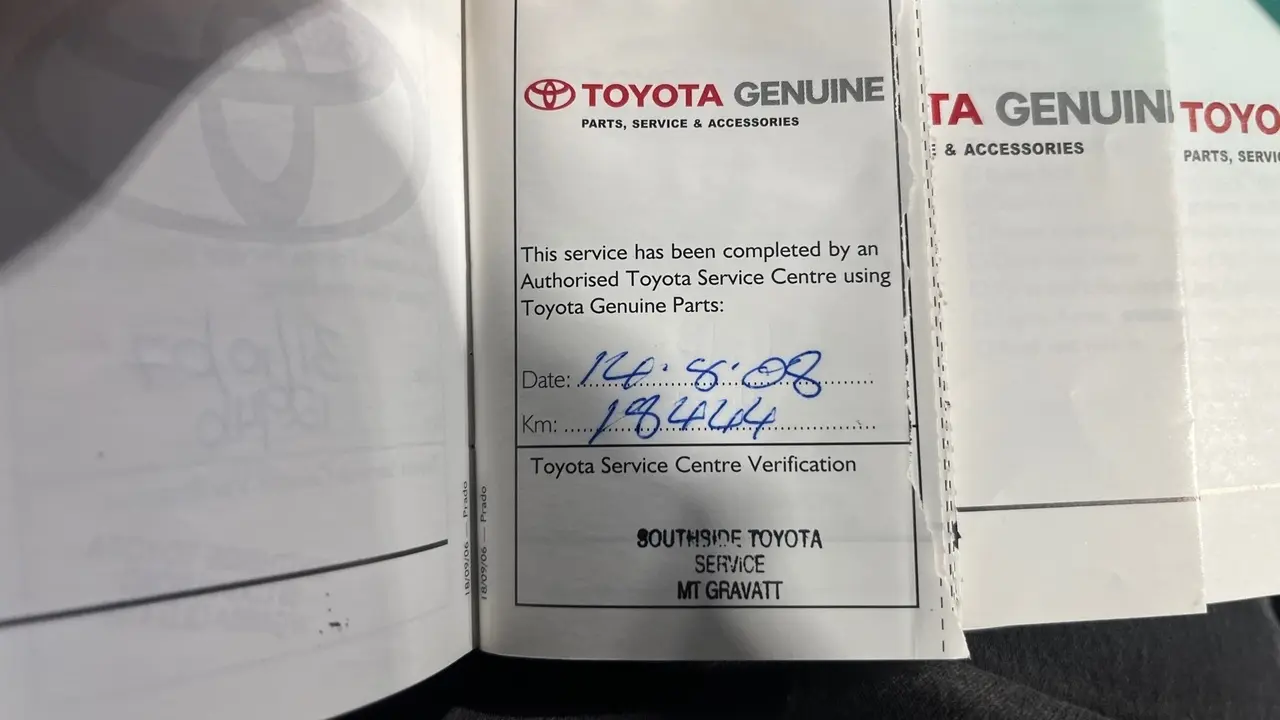 TOYOTA GENUINE
PARTS, SERVICE & ACCESSORIES
This service has been completed by an
Authorised Toyota Service Centre using
Toyota Genuine Parts:
Date: 14.8.08
Km: 18444
Toyota Service Centre Verification
SOUTHSIDE TOYOTA
SERVICE
MT GRAVATT
18/09/06 — Prado
18/09/06 — Prado
TA GENUIN
& ACCESSORIES
TOYO
PARTS, SERVI